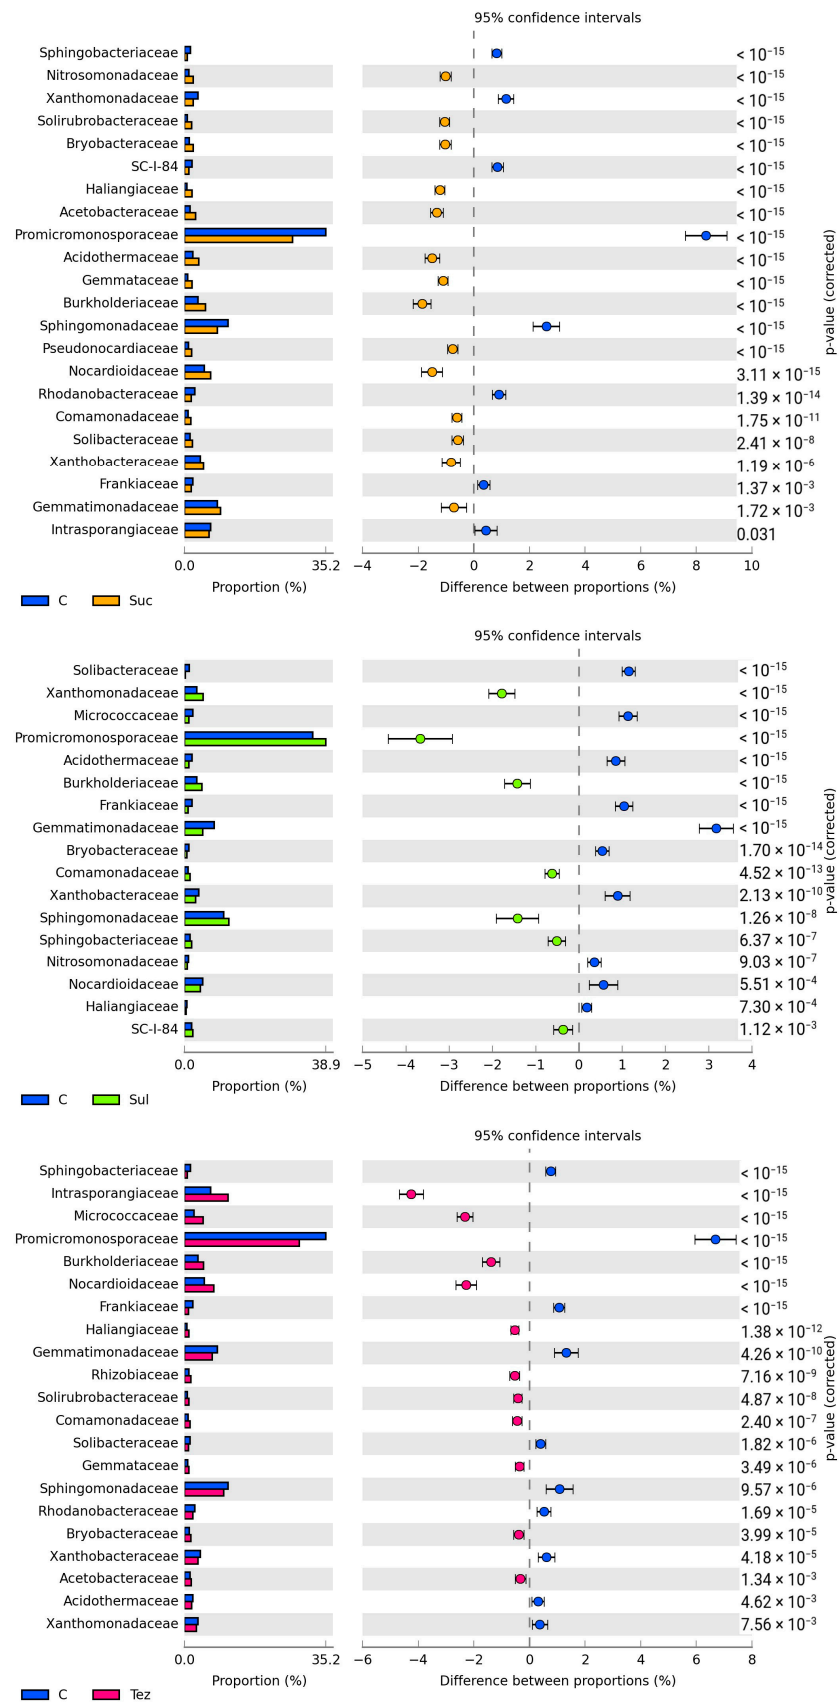 95% confidence intervals
Sphingobacteriaceae < 10⁻¹⁵
Nitrosomonadaceae < 10⁻¹⁵
Xanthomonadaceae < 10⁻¹⁵
Solirubrobacteraceae < 10⁻¹⁵
Bryobacteraceae < 10⁻¹⁵
SC-I-84 < 10⁻¹⁵
Haliangiaceae < 10⁻¹⁵
Acetobacteraceae < 10⁻¹⁵
Promicromonosporaceae < 10⁻¹⁵
Acidothermaceae < 10⁻¹⁵
Gemmataceae < 10⁻¹⁵
Burkholderiaceae < 10⁻¹⁵
Sphingomonadaceae < 10⁻¹⁵
Pseudonocardiaceae < 10⁻¹⁵
Nocardioidaceae 3.11 × 10⁻¹⁵
Rhodanobacteraceae 1.39 × 10⁻¹⁴
Comamonadaceae 1.75 × 10⁻¹¹
Solibacteraceae 2.41 × 10⁻⁸
Xanthobacteraceae 1.19 × 10⁻⁶
Frankiaceae 1.37 × 10⁻³
Gemmatimonadaceae 1.72 × 10⁻³
Intrasporangiaceae 0.031
p-value (corrected)
0.0 35.2 −4 −2 0 2 4 6 8 10
Proportion (%) Difference between proportions (%)
C Suc
95% confidence intervals
Solibacteraceae < 10⁻¹⁵
Xanthomonadaceae < 10⁻¹⁵
Micrococcaceae < 10⁻¹⁵
Promicromonosporaceae < 10⁻¹⁵
Acidothermaceae < 10⁻¹⁵
Burkholderiaceae < 10⁻¹⁵
Frankiaceae < 10⁻¹⁵
Gemmatimonadaceae < 10⁻¹⁵
Bryobacteraceae 1.70 × 10⁻¹⁴
Comamonadaceae 4.52 × 10⁻¹³
Xanthobacteraceae 2.13 × 10⁻¹⁰
Sphingomonadaceae 1.26 × 10⁻⁸
Sphingobacteriaceae 6.37 × 10⁻⁷
Nitrosomonadaceae 9.03 × 10⁻⁷
Nocardioidaceae 5.51 × 10⁻⁴
Haliangiaceae 7.30 × 10⁻⁴
SC-I-84 1.12 × 10⁻³
p-value (corrected)
0.0 38.9 −5 −4 −3 −2 −1 0 1 2 3 4
Proportion (%) Difference between proportions (%)
C Sul
95% confidence intervals
Sphingobacteriaceae < 10⁻¹⁵
Intrasporangiaceae < 10⁻¹⁵
Micrococcaceae < 10⁻¹⁵
Promicromonosporaceae < 10⁻¹⁵
Burkholderiaceae < 10⁻¹⁵
Nocardioidaceae < 10⁻¹⁵
Frankiaceae < 10⁻¹⁵
Haliangiaceae 1.38 × 10⁻¹²
Gemmatimonadaceae 4.26 × 10⁻¹⁰
Rhizobiaceae 7.16 × 10⁻⁹
Solirubrobacteraceae 4.87 × 10⁻⁸
Comamonadaceae 2.40 × 10⁻⁷
Solibacteraceae 1.82 × 10⁻⁶
Gemmataceae 3.49 × 10⁻⁶
Sphingomonadaceae 9.57 × 10⁻⁶
Rhodanobacteraceae 1.69 × 10⁻⁵
Bryobacteraceae 3.99 × 10⁻⁵
Xanthobacteraceae 4.18 × 10⁻⁵
Acetobacteraceae 1.34 × 10⁻³
Acidothermaceae 4.62 × 10⁻³
Xanthomonadaceae 7.56 × 10⁻³
p-value (corrected)
0.0 35.2 −6 −4 −2 0 2 4 6 8
Proportion (%) Difference between proportions (%)
C Tez